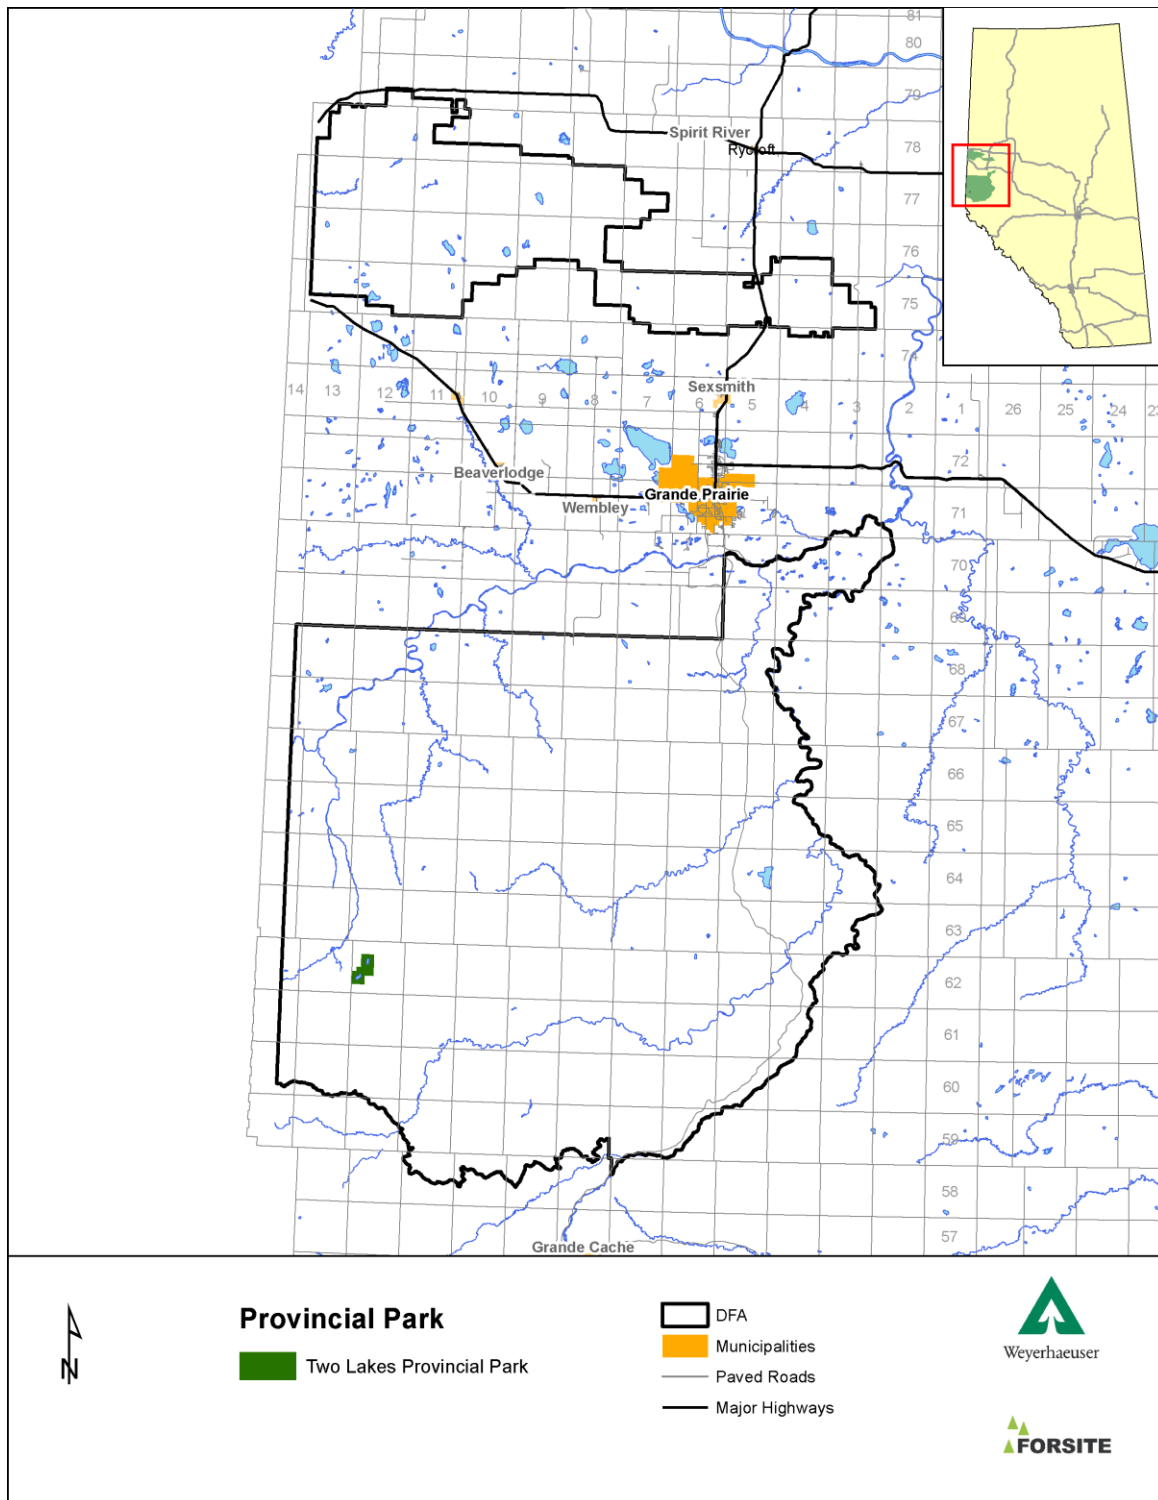 81
80
79
Spirit River
Rycroft
78
77
76
75
74
Sexsmith
14 13 12 11 10 9 8 7 6 5 4 3 2 1 26 25 24 23
Beaverlodge
72
Grande Prairie
Wembley
71
70
69
68
67
66
65
64
63
62
61
60
59
58
57
Grande Cache
N
Provincial Park
Two Lakes Provincial Park
DFA
Municipalities
Paved Roads
Major Highways
Weyerhaeuser
FORSITE